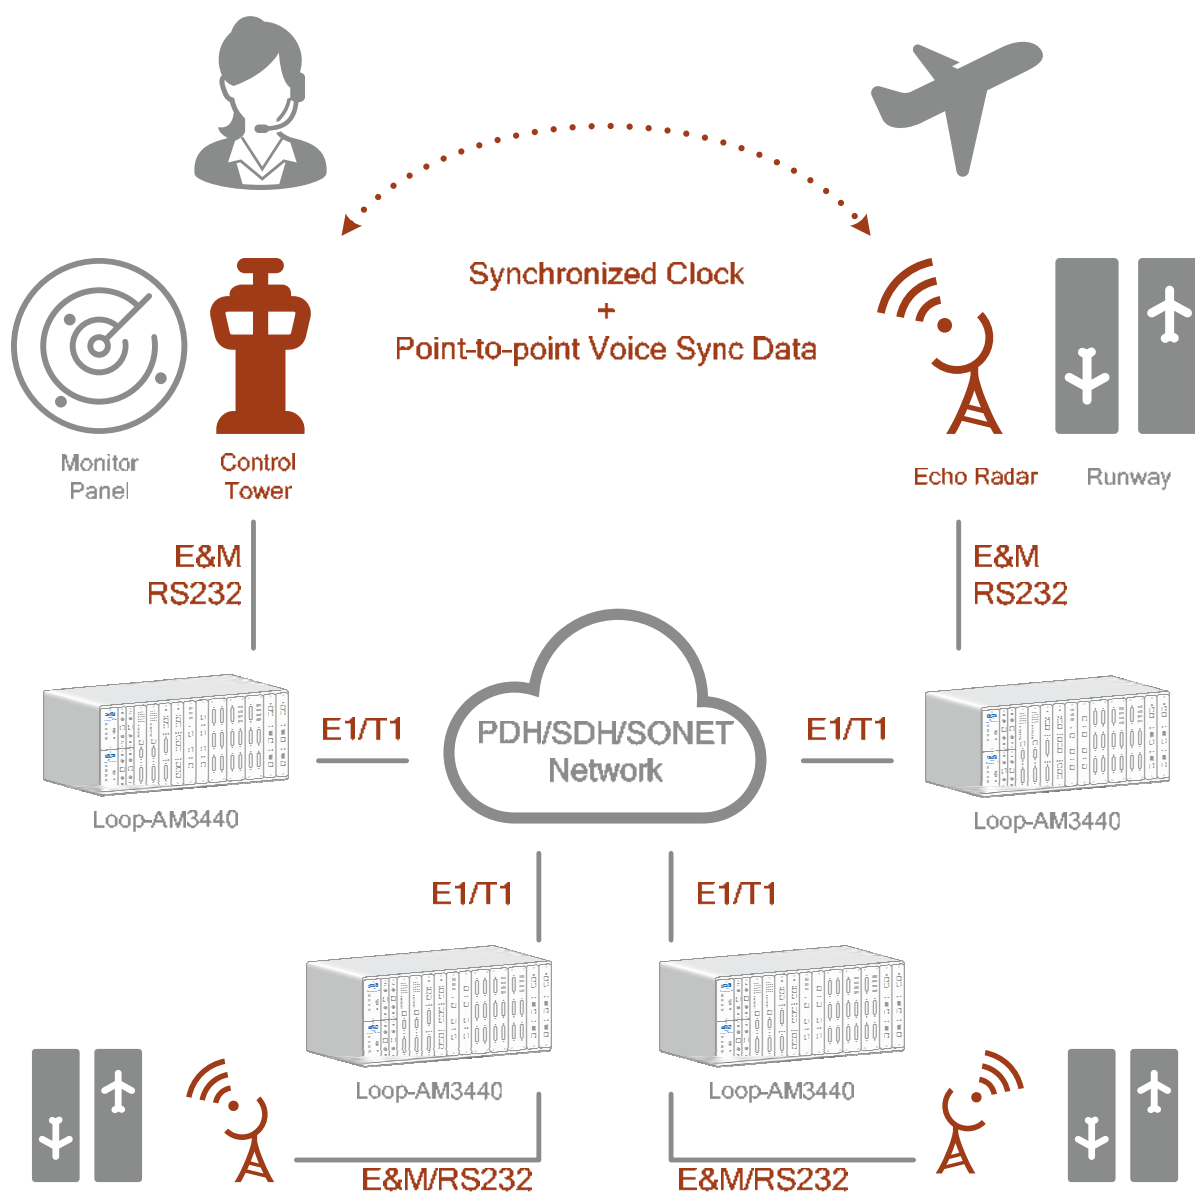 Synchronized Clock
+
Point-to-point Voice Sync Data
Monitor
Panel
Control
Tower
Echo Radar
Runway
E&M
RS232
E&M
RS232
E1/T1
PDH/SDH/SONET
Network
E1/T1
Loop-AM3440
Loop-AM3440
E1/T1
E1/T1
Loop-AM3440
Loop-AM3440
E&M/RS232
E&M/RS232